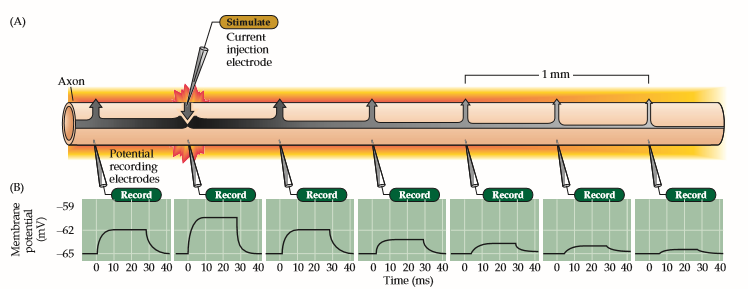 (A)
Stimulate
Current
injection
electrode
1 mm
Axon
Potential
recording
electrodes
(B)
Record Record Record Record Record Record Record
Membrane
potential
(mV)
–59
–62
–65
0 10 20 30 40 0 10 20 30 40 0 10 20 30 40 0 10 20 30 40 0 10 20 30 40 0 10 20 30 40 0 10 20 30 40
Time (ms)